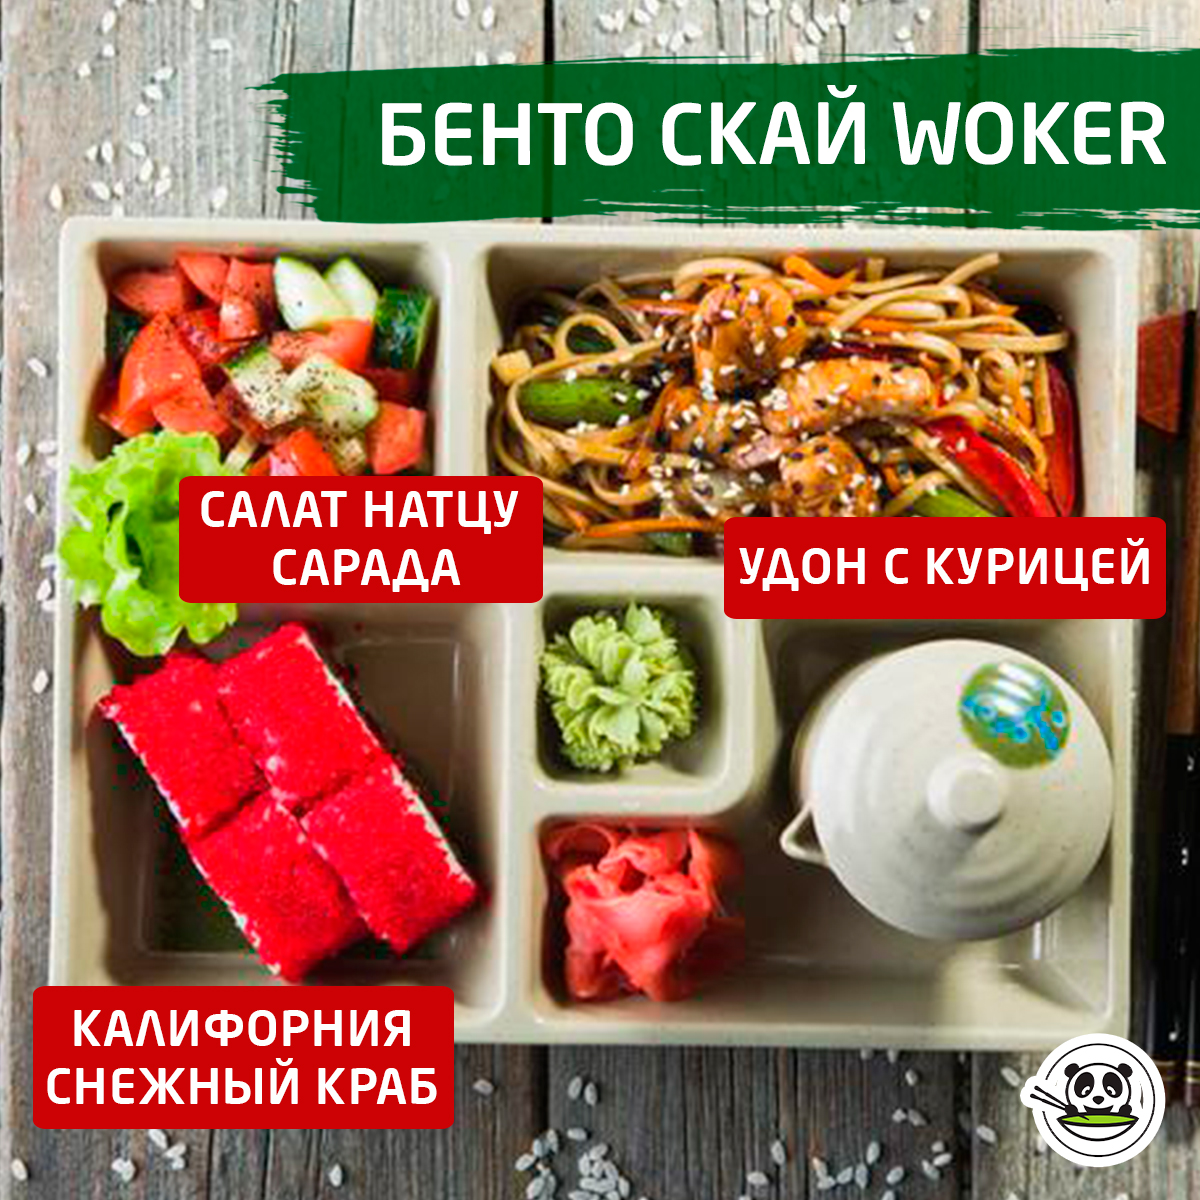 БЕНТО СКАЙ WOKER
САЛАТ НАТЦУ
САРАДА
УДОН С КУРИЦЕЙ
КАЛИФОРНИЯ
СНЕЖНЫЙ КРАБ